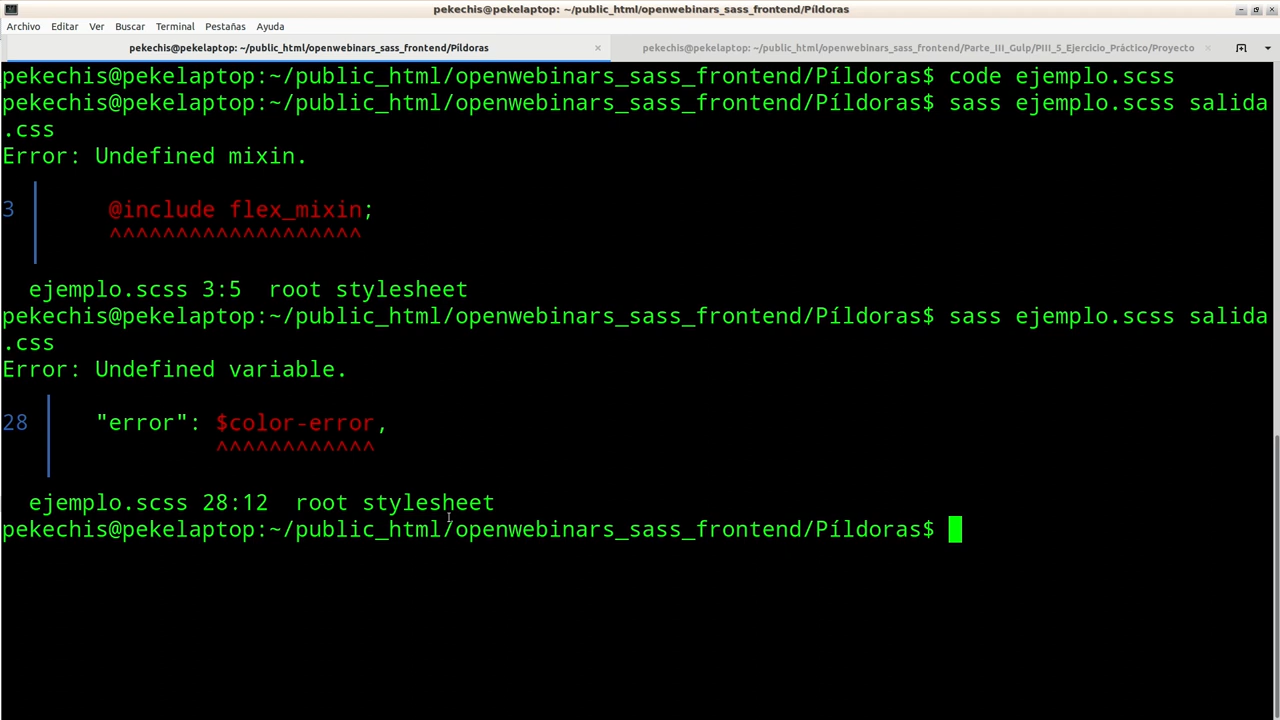 pekechis@pekelaptop: ~/public_html/openwebinars_sass_frontend/Píldoras
Archivo Editar Ver Buscar Terminal Pestañas Ayuda
pekechis@pekelaptop: ~/public_html/openwebinars_sass_frontend/Píldoras × pekechis@pekelaptop: ~/public_html/openwebinars_sass_frontend/Parte_III_Gulp/PIII_5_Ejercicio_Práctico/Proyecto ×
pekechis@pekelaptop:~/public_html/openwebinars_sass_frontend/Píldoras$ code ejemplo.scss
pekechis@pekelaptop:~/public_html/openwebinars_sass_frontend/Píldoras$ sass ejemplo.scss salida
.css
Error: Undefined mixin.
3 │ @include flex_mixin;
^^^^^^^^^^^^^^^^^^^
ejemplo.scss 3:5 root stylesheet
pekechis@pekelaptop:~/public_html/openwebinars_sass_frontend/Píldoras$ sass ejemplo.scss salida
.css
Error: Undefined variable.
28 │ "error": $color-error,
^^^^^^^^^^^^
ejemplo.scss 28:12 root stylesheet
pekechis@pekelaptop:~/public_html/openwebinars_sass_frontend/Píldoras$